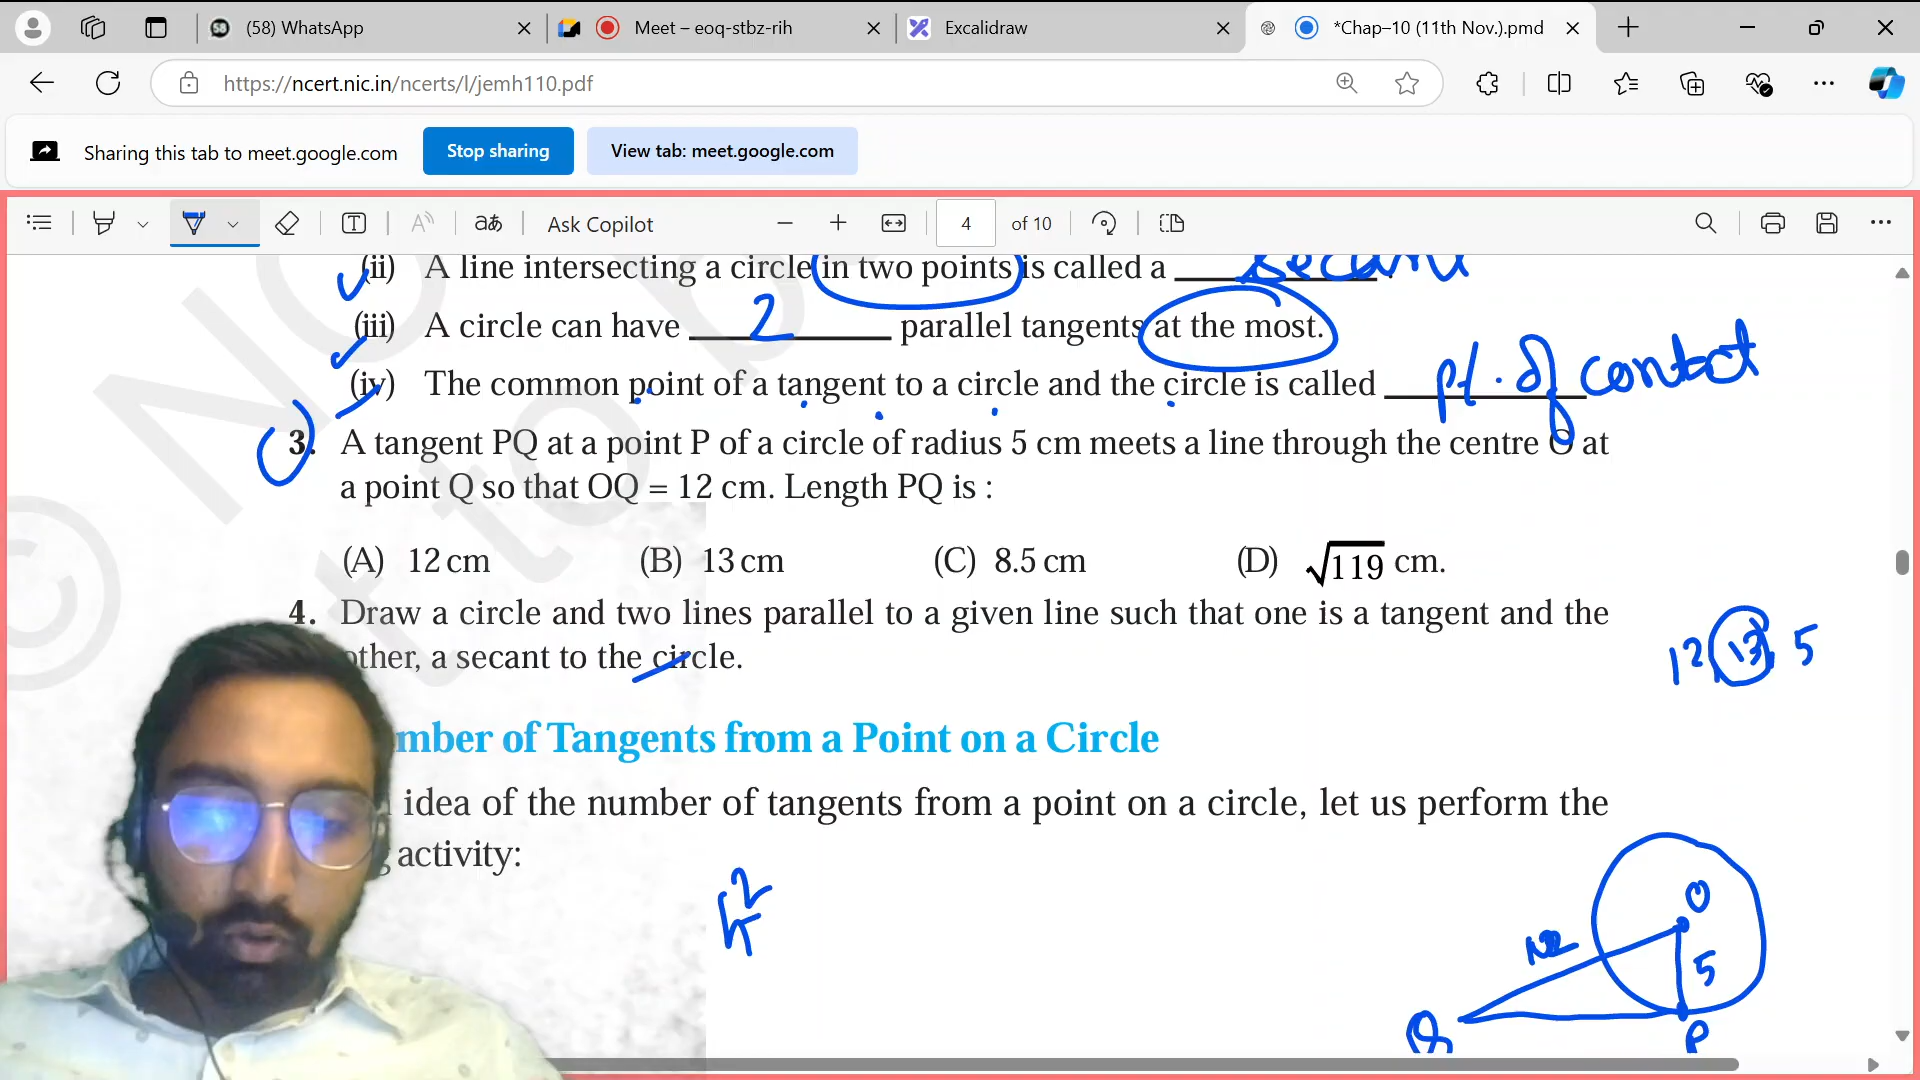 (58) WhatsApp
Meet – eoq-stbz-rih
Excalidraw
*Chap–10 (11th Nov.).pmd
https://ncert.nic.in/ncerts/l/jemh110.pdf
Sharing this tab to meet.google.com
Stop sharing
View tab: meet.google.com
Ask Copilot
4 of 10
(ii) A line intersecting a circle in two points is called a secant.
(iii) A circle can have 2 parallel tangents at the most.
(iv) The common point of a tangent to a circle and the circle is called pt. of contact
3. A tangent PQ at a point P of a circle of radius 5 cm meets a line through the centre O at
a point Q so that OQ = 12 cm. Length PQ is :
(A) 12 cm (B) 13 cm (C) 8.5 cm (D) √119 cm.
4. Draw a circle and two lines parallel to a given line such that one is a tangent and the
other, a secant to the circle.
12, 13, 5
mber of Tangents from a Point on a Circle
idea of the number of tangents from a point on a circle, let us perform the
activity:
h²
O
12
5
Q
P